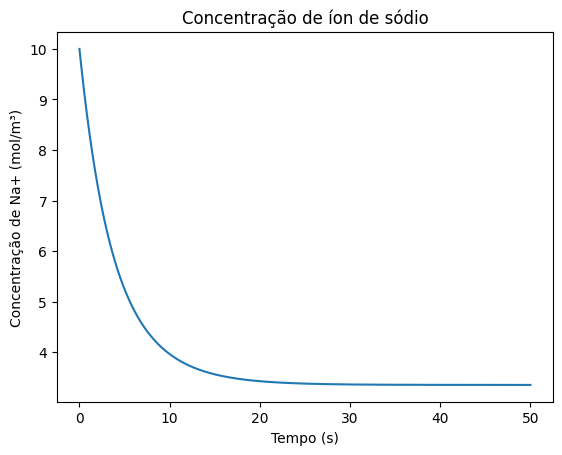 Concentração de íon de sódio
Concentração de Na+ (mol/m³)
10
9
8
7
6
5
4
0 10 20 30 40 50
Tempo (s)